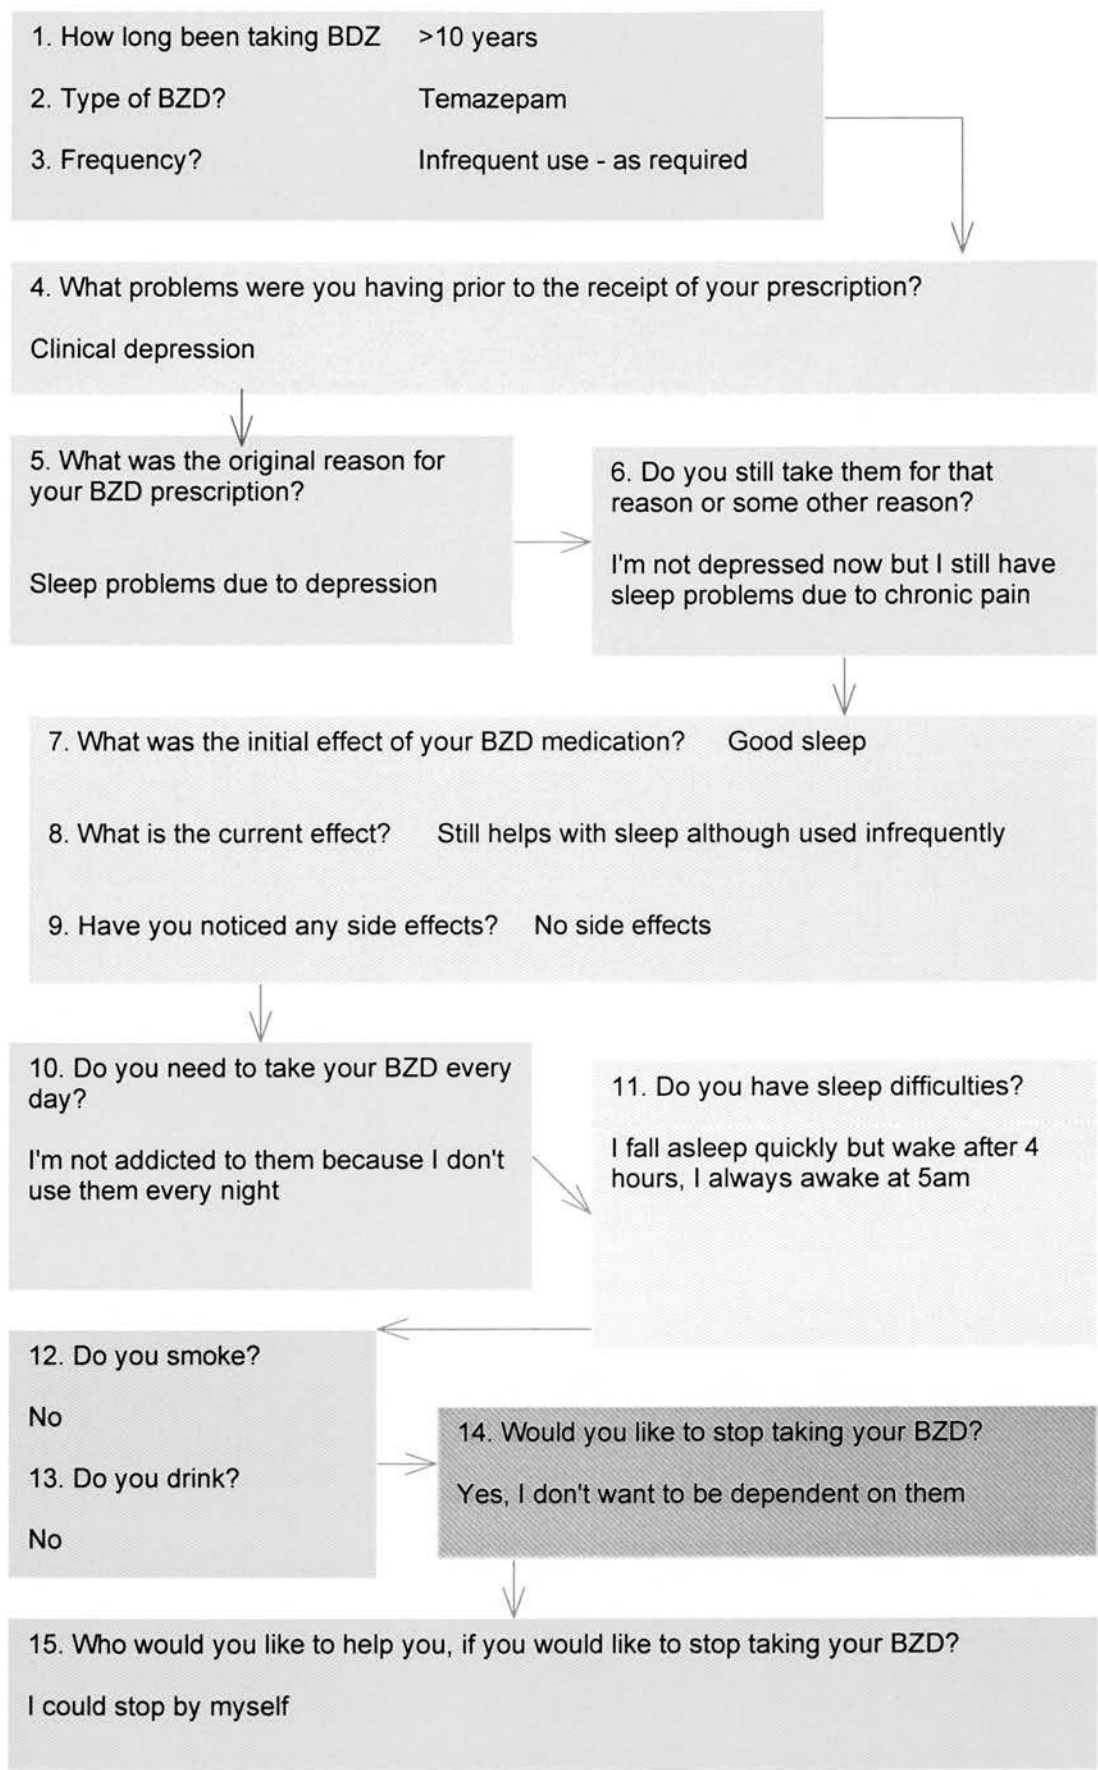 1. How long been taking BDZ >10 years
2. Type of BZD? Temazepam
3. Frequency? Infrequent use - as required
4. What problems were you having prior to the receipt of your prescription?
Clinical depression
5. What was the original reason for
your BZD prescription?
Sleep problems due to depression
6. Do you still take them for that
reason or some other reason?
I'm not depressed now but I still have
sleep problems due to chronic pain
7. What was the initial effect of your BZD medication? Good sleep
8. What is the current effect? Still helps with sleep although used infrequently
9. Have you noticed any side effects? No side effects
10. Do you need to take your BZD every
day?
I'm not addicted to them because I don't
use them every night
11. Do you have sleep difficulties?
I fall asleep quickly but wake after 4
hours, I always awake at 5am
12. Do you smoke?
No
13. Do you drink?
No
14. Would you like to stop taking your BZD?
Yes, I don't want to be dependent on them
15. Who would you like to help you, if you would like to stop taking your BZD?
I could stop by myself